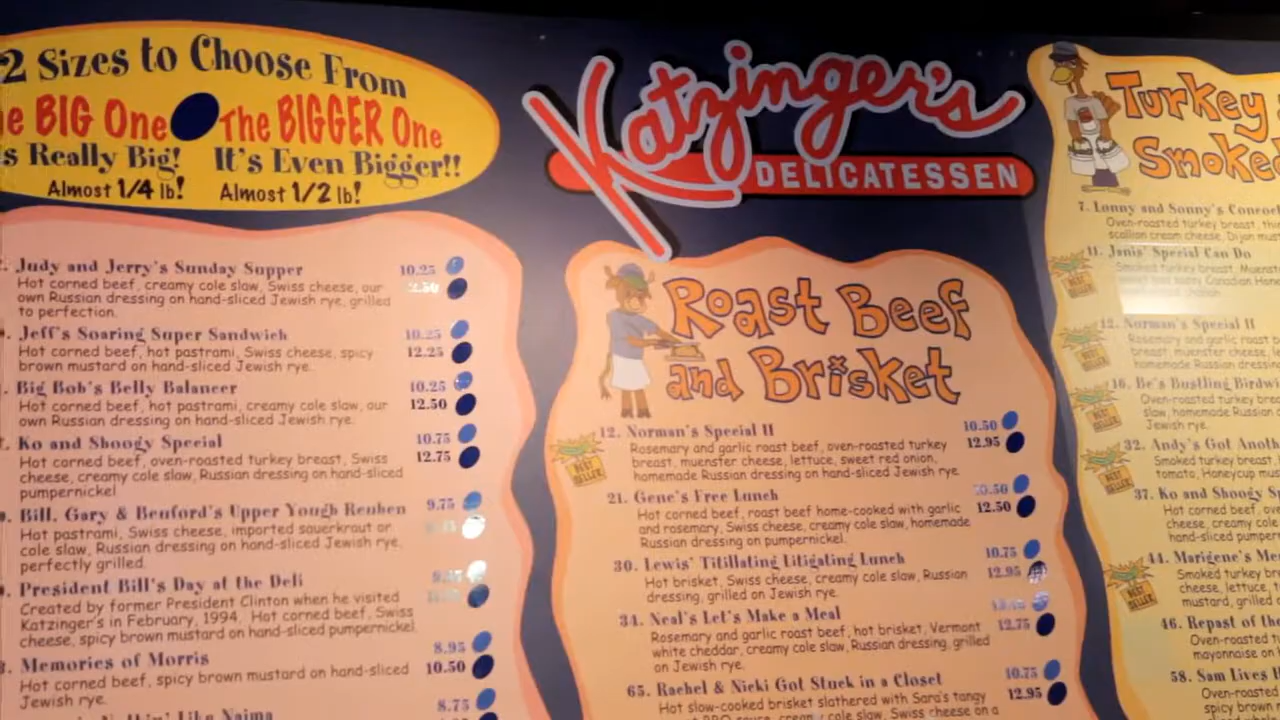 2 Sizes to Choose From
e BIG One The BIGGER One
s Really Big! It's Even Bigger!!
Almost 1/4 lb! Almost 1/2 lb!
Judy and Jerry's Sunday Supper 10.25
Hot corned beef, creamy cole slaw, Swiss cheese, our
own Russian dressing on hand-sliced Jewish rye, grilled
to perfection.
Jeff's Soaring Super Sandwich 10.25
Hot corned beef, hot pastrami, Swiss cheese, spicy 12.25
brown mustard on hand-sliced Jewish rye.
Big Bob's Belly Balancer 10.25
Hot corned beef, hot pastrami, creamy cole slaw, our 12.50
own Russian dressing on hand-sliced Jewish rye.
Ko and Shoogy Special 10.75
Hot corned beef, oven-roasted turkey breast, Swiss 12.75
cheese, creamy cole slaw, Russian dressing on hand-sliced
pumpernickel
Bill, Gary & Benford's Upper Yough Reuben 9.75
Hot pastrami, Swiss cheese, imported sauerkraut or
cole slaw, Russian dressing on hand-sliced Jewish rye,
perfectly grilled.
President Bill's Day at the Deli
Created by former President Clinton when he visited
Katzinger's in February, 1994. Hot corned beef, Swiss
cheese, spicy brown mustard on hand-sliced pumpernickel.
Memories of Morris 8.95
Hot corned beef, spicy brown mustard on hand-sliced 10.50
Jewish rye.
Nothin' Like Naima 8.75
Katzinger's
DELICATESSEN
Roast Beef
and Brisket
BEST
SELLER
12. Norman's Special II 10.50
Rosemary and garlic roast beef, oven-roasted turkey 12.95
breast, muenster cheese, lettuce, sweet red onion,
homemade Russian dressing on hand-sliced Jewish rye
21. Gene's Free Lunch
Hot corned beef, roast beef home-cooked with garlic 12.50
and rosemary, Swiss cheese, creamy cole slaw, homemade
Russian dressing on pumpernickel.
30. Lewis' Titillating Litigating Lunch 10.75
Hot brisket, Swiss cheese, creamy cole slaw, Russian 12.95
dressing, grilled on Jewish rye.
34. Neal's Let's Make a Meal
Rosemary and garlic roast beef, hot brisket, Vermont 12.75
white cheddar, creamy cole slaw, Russian dressing, grilled
on Jewish rye.
65. Rachel & Nicki Got Stuck in a Closet 10.75
Hot slow-cooked brisket slathered with Sara's tangy 12.95
BBQ sauce, creamy cole slaw, Swiss cheese on a
Turkey
Smoke
7. Lonny and Sonny's
Oven-roasted turkey breast,
scallion cream cheese, Dijon
11. Janis' Special Can Do
Smoked turkey breast,
12. Norman's Special II
Rosemary and garlic roast
breast, muenster cheese,
homemade Russian dressing
16. Be's Bustling
Oven-roasted turkey
slaw, homemade Russian
Jewish rye.
32. Andy's Got
Smoked turkey breast,
tomato, Honeycup
37. Ko and Shoogy
Hot corned beef,
cheese, creamy
hand-sliced
BEST
SELLER
44. Marigene's
Smoked turkey
cheese, lettuce,
mustard, grilled
46. Repast of the
Oven-roasted
mayonnaise on
58. Sam Lives
Oven-roasted
spicy brown